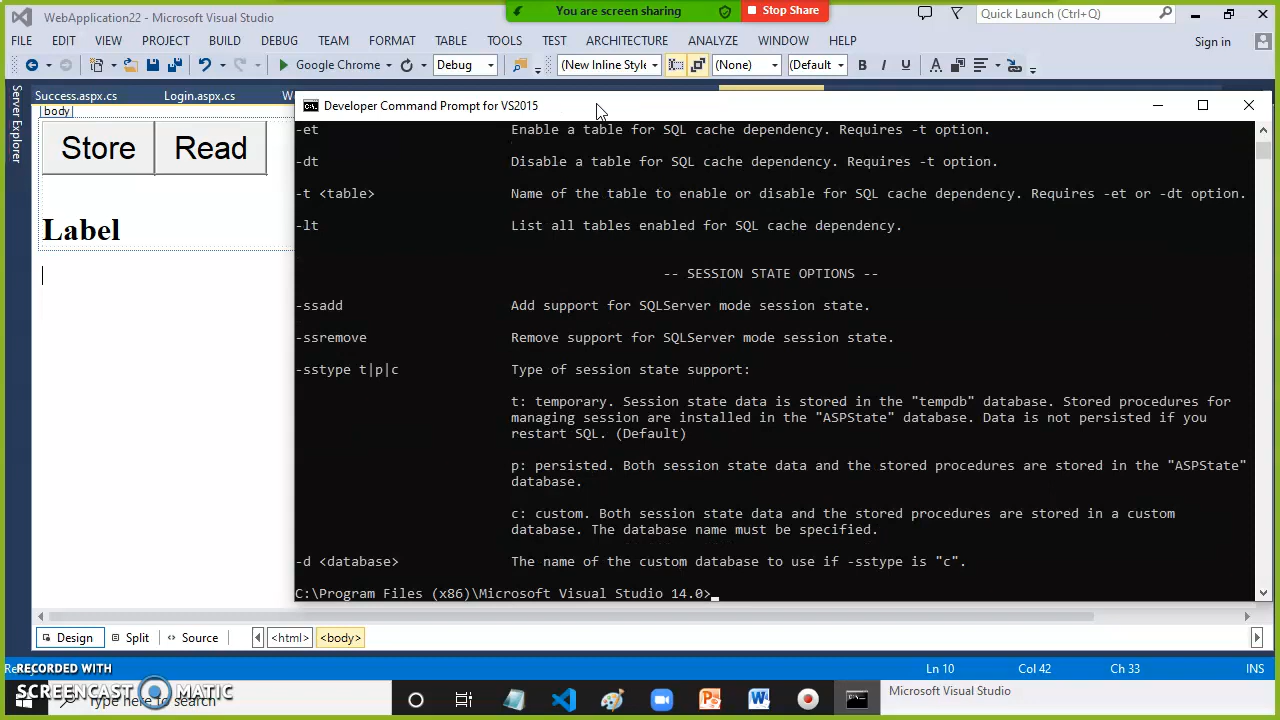 WebApplication22 - Microsoft Visual Studio
You are screen sharing
Stop Share
Quick Launch (Ctrl+Q)
FILE EDIT VIEW PROJECT BUILD DEBUG TEAM FORMAT TABLE TOOLS TEST ARCHITECTURE ANALYZE WINDOW HELP
Sign in
Google Chrome
Debug
(New Inline Style
(None)
(Default
B I U A
Server Explorer
Success.aspx.cs
Login.aspx.cs
W
body
Store
Read
Label
Developer Command Prompt for VS2015
-et Enable a table for SQL cache dependency. Requires -t option.
-dt Disable a table for SQL cache dependency. Requires -t option.
-t <table> Name of the table to enable or disable for SQL cache dependency. Requires -et or -dt option.
-lt List all tables enabled for SQL cache dependency.
-- SESSION STATE OPTIONS --
-ssadd Add support for SQLServer mode session state.
-ssremove Remove support for SQLServer mode session state.
-sstype t|p|c Type of session state support:
t: temporary. Session state data is stored in the "tempdb" database. Stored procedures for
managing session are installed in the "ASPState" database. Data is not persisted if you
restart SQL. (Default)
p: persisted. Both session state data and the stored procedures are stored in the "ASPState"
database.
c: custom. Both session state data and the stored procedures are stored in a custom
database. The database name must be specified.
-d <database> The name of the custom database to use if -sstype is "c".
C:\Program Files (x86)\Microsoft Visual Studio 14.0>
Design
Split
Source
<html>
<body>
RECORDED WITH
Ln 10
Col 42
Ch 33
INS
SCREENCAST MATIC
Type here to search
Microsoft Visual Studio